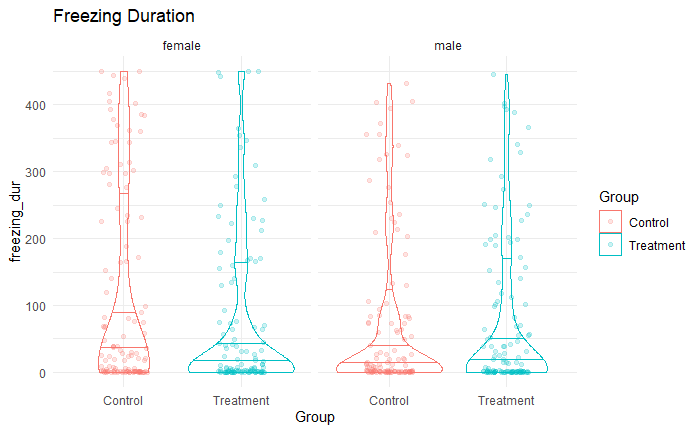 Freezing Duration
female
male
freezing_dur
400
300
200
100
0
Control
Treatment
Control
Treatment
Group
Group
Control
Treatment